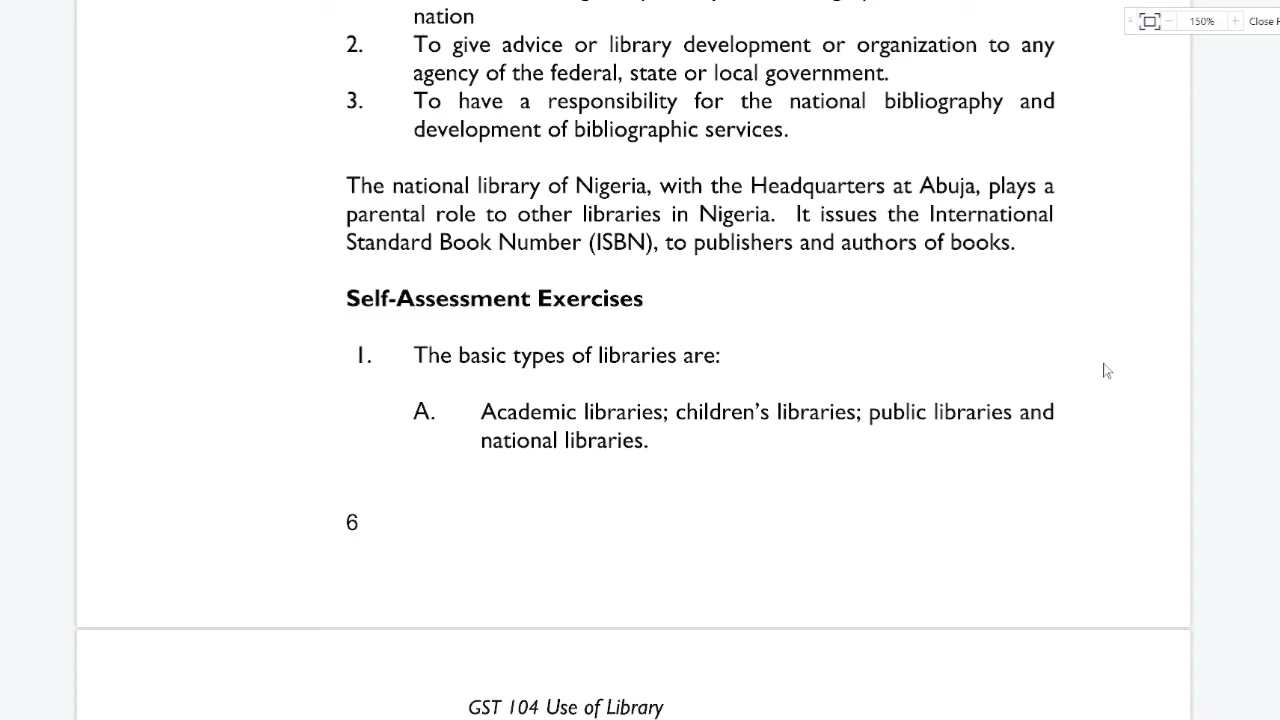 150%
Close
nation
2. To give advice or library development or organization to any
agency of the federal, state or local government.
3. To have a responsibility for the national bibliography and
development of bibliographic services.
The national library of Nigeria, with the Headquarters at Abuja, plays a
parental role to other libraries in Nigeria. It issues the International
Standard Book Number (ISBN), to publishers and authors of books.
Self-Assessment Exercises
1. The basic types of libraries are:
A. Academic libraries; children's libraries; public libraries and
national libraries.
6
GST 104 Use of Library